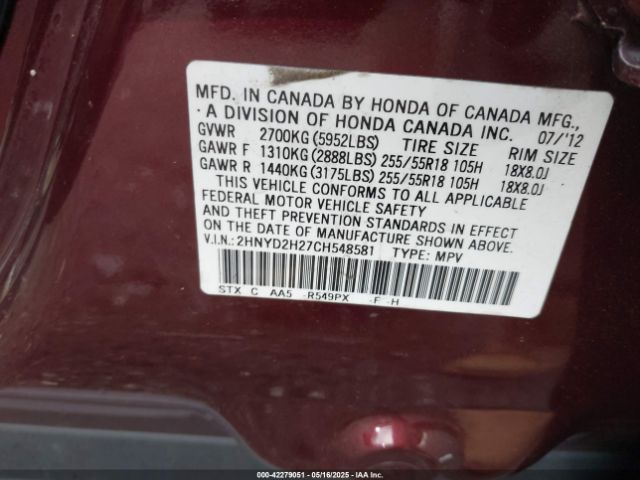 MFD. IN CANADA BY HONDA OF CANADA MFG.,
A DIVISION OF HONDA CANADA INC. 07/'12
GVWR 2700KG (5952LBS) TIRE SIZE RIM SIZE
GAWR F 1310KG (2888LBS) 255/55R18 105H 18X8.0J
GAWR R 1440KG (3175LBS) 255/55R18 105H 18X8.0J
THIS VEHICLE CONFORMS TO ALL APPLICABLE
FEDERAL MOTOR VEHICLE SAFETY
AND THEFT PREVENTION STANDARDS IN EFFECT
ON THE DATE OF MANUFACTURE SHOWN ABOVE.
V.I.N.: 2HNYD2H27CH548581 TYPE: MPV
STX C AA5 -R549PX -F -H
000-42279051 05/16/2025 IAA Inc.